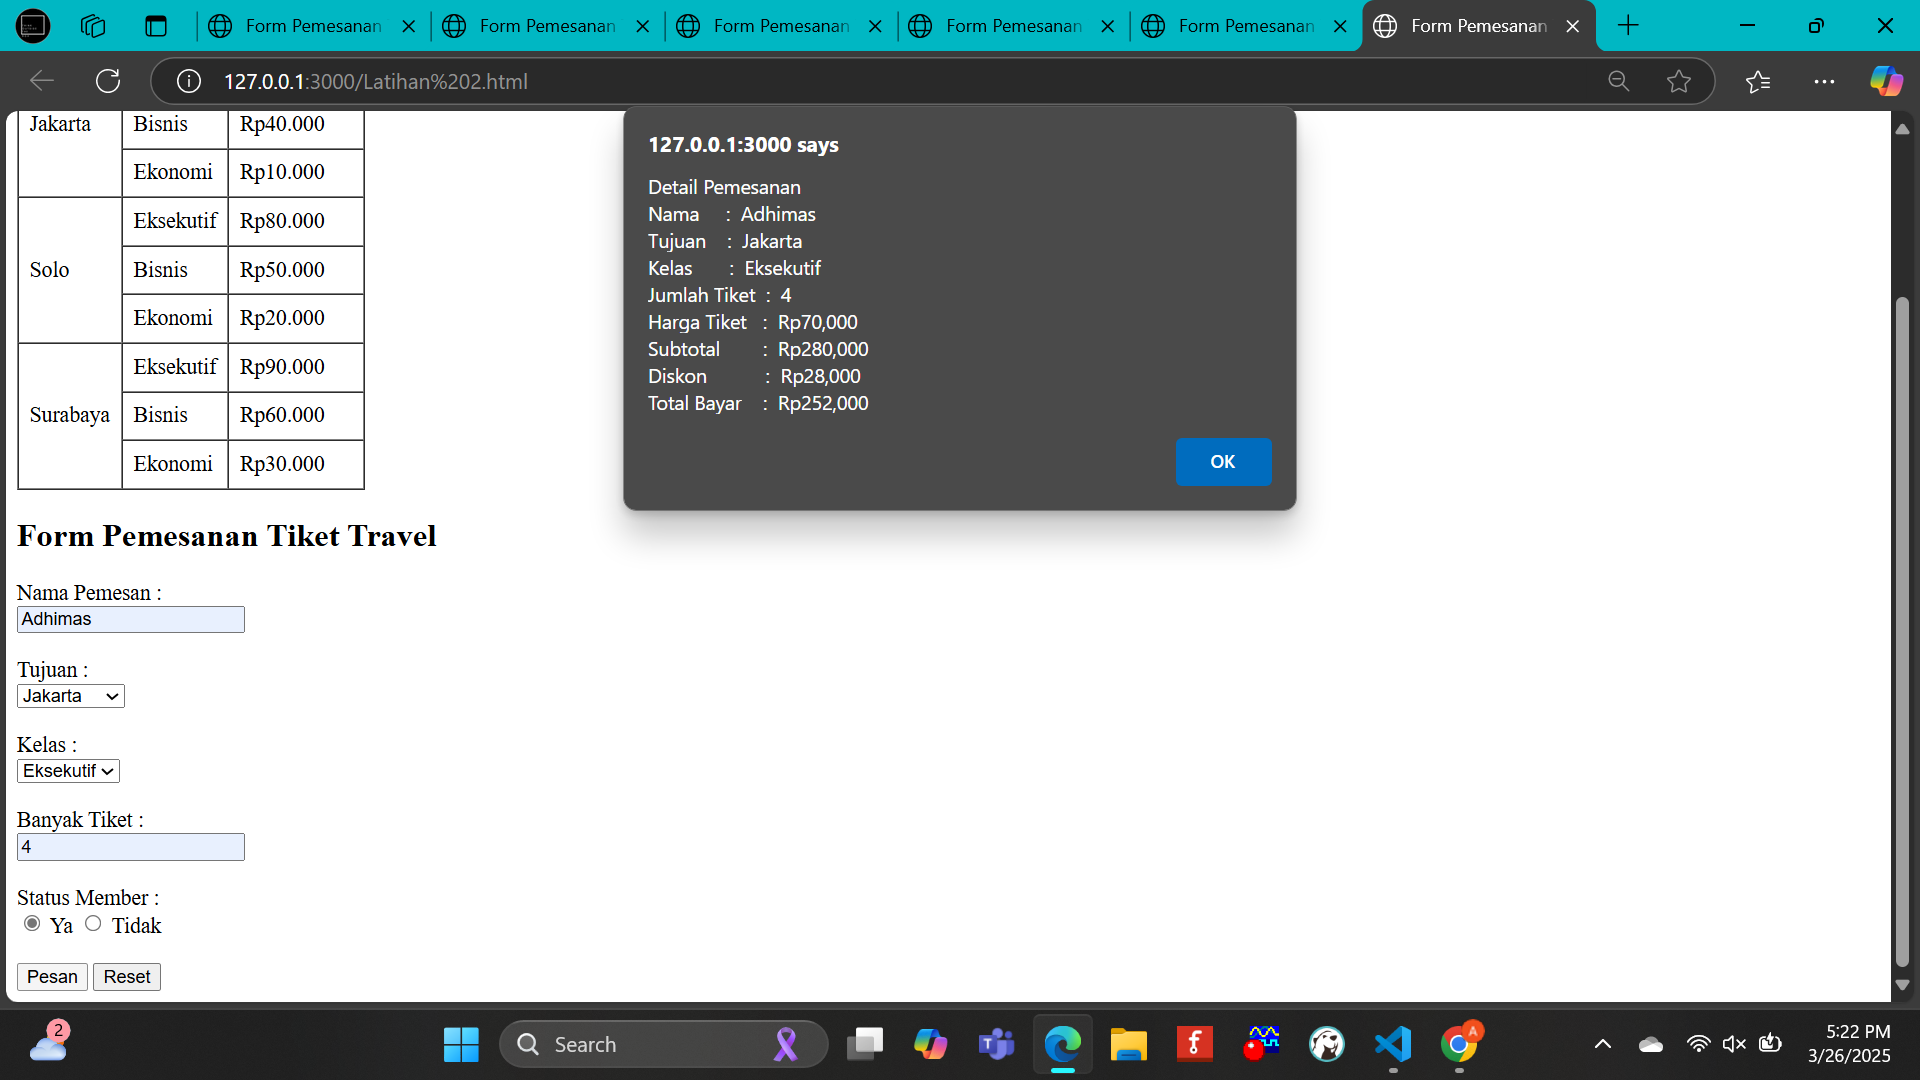 Form Pemesanan
Form Pemesanan
Form Pemesanan
Form Pemesanan
Form Pemesanan
Form Pemesanan
127.0.0.1:3000/Latihan%202.html
Jakarta
Bisnis
Rp40.000
Ekonomi
Rp10.000
Solo
Eksekutif
Rp80.000
Bisnis
Rp50.000
Ekonomi
Rp20.000
Surabaya
Eksekutif
Rp90.000
Bisnis
Rp60.000
Ekonomi
Rp30.000
127.0.0.1:3000 says
Detail Pemesanan
Nama : Adhimas
Tujuan : Jakarta
Kelas : Eksekutif
Jumlah Tiket : 4
Harga Tiket : Rp70,000
Subtotal : Rp280,000
Diskon : Rp28,000
Total Bayar : Rp252,000
OK
Form Pemesanan Tiket Travel
Nama Pemesan :
Adhimas
Tujuan :
Jakarta
Kelas :
Eksekutif
Banyak Tiket :
4
Status Member :
Ya Tidak
Pesan Reset
2
Search
T
f
A
5:22 PM
3/26/2025